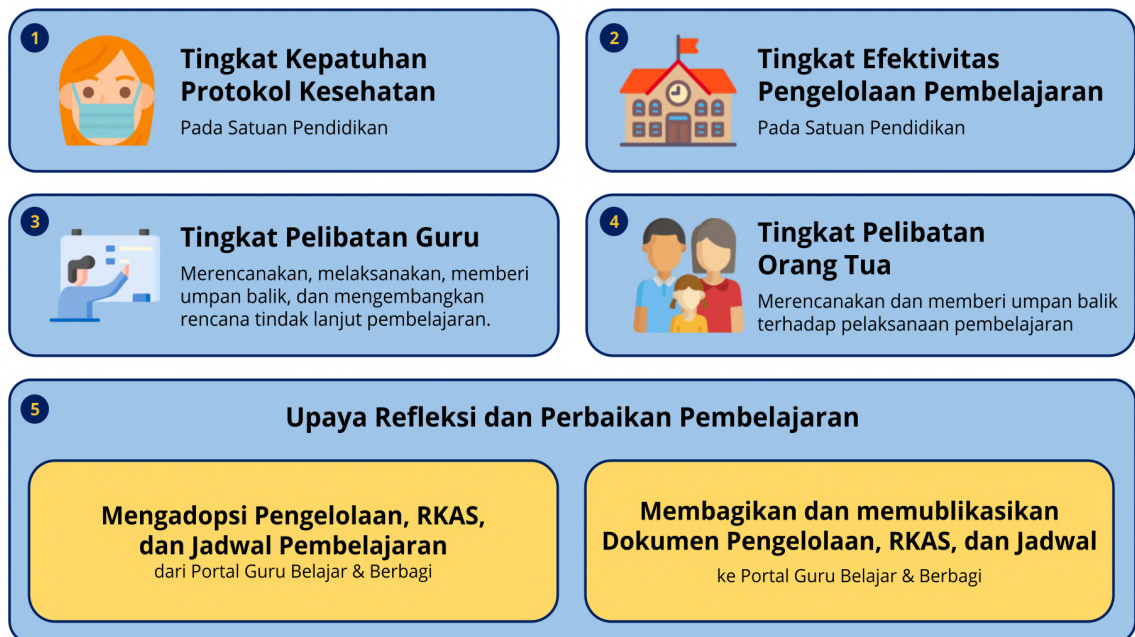 1
Tingkat Kepatuhan
Protokol Kesehatan
Pada Satuan Pendidikan
2
Tingkat Efektivitas
Pengelolaan Pembelajaran
Pada Satuan Pendidikan
3
Tingkat Pelibatan Guru
Merencanakan, melaksanakan, memberi
umpan balik, dan mengembangkan
rencana tindak lanjut pembelajaran.
4
Tingkat Pelibatan
Orang Tua
Merencanakan dan memberi umpan balik
terhadap pelaksanaan pembelajaran
5
Upaya Refleksi dan Perbaikan Pembelajaran
Mengadopsi Pengelolaan, RKAS,
dan Jadwal Pembelajaran
dari Portal Guru Belajar & Berbagi
Membagikan dan memublikasikan
Dokumen Pengelolaan, RKAS, dan Jadwal
ke Portal Guru Belajar & Berbagi